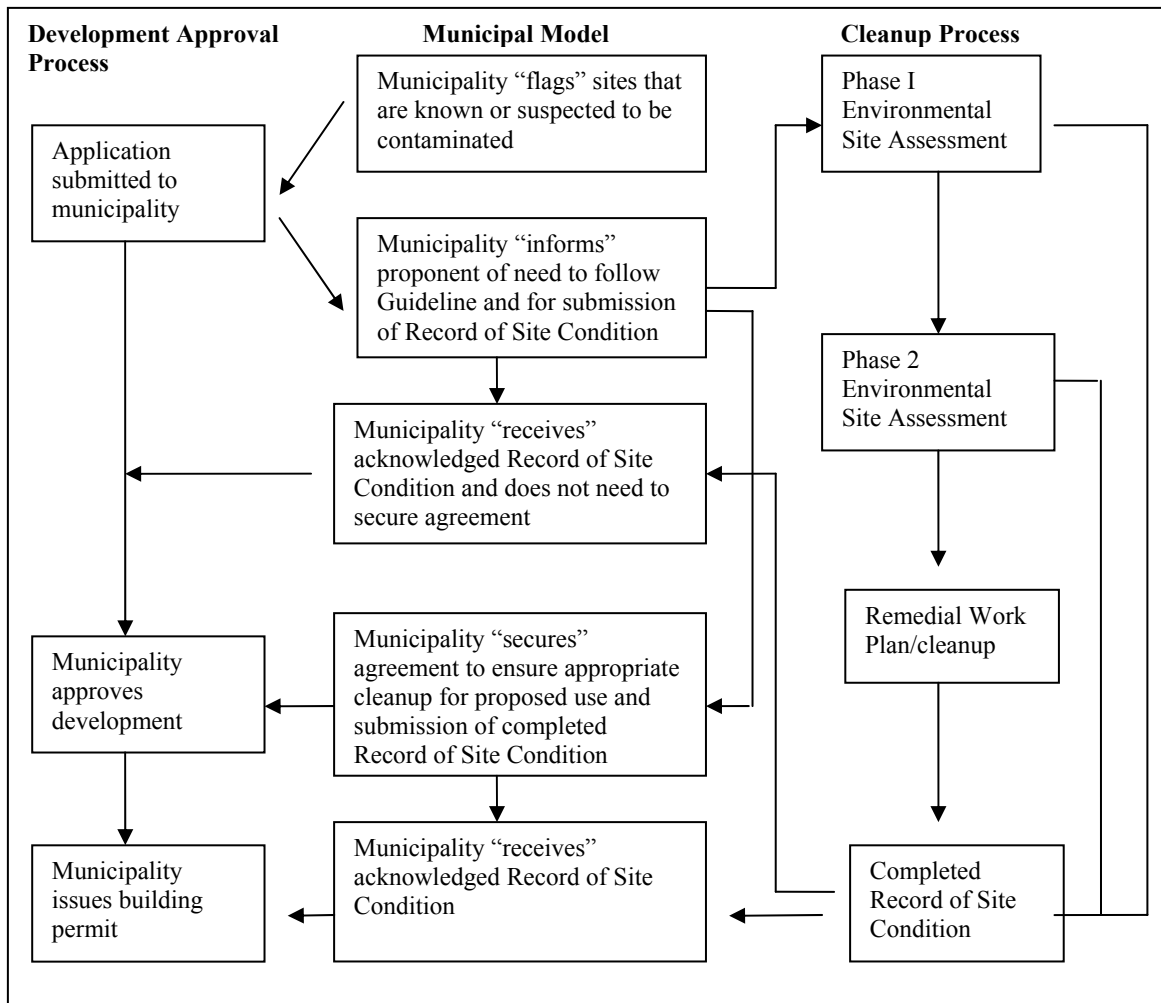 Development Approval
Process
Municipal Model
Cleanup Process
Municipality “flags” sites that
are known or suspected to be
contaminated
Phase I
Environmental
Site Assessment
Application
submitted to
municipality
Municipality “informs”
proponent of need to follow
Guideline and for submission
of Record of Site Condition
Phase 2
Environmental
Site Assessment
Municipality “receives”
acknowledged Record of Site
Condition and does not need to
secure agreement
Remedial Work
Plan/cleanup
Municipality
approves
development
Municipality “secures”
agreement to ensure appropriate
cleanup for proposed use and
submission of completed
Record of Site Condition
Municipality
issues building
permit
Municipality “receives”
acknowledged Record of Site
Condition
Completed
Record of Site
Condition